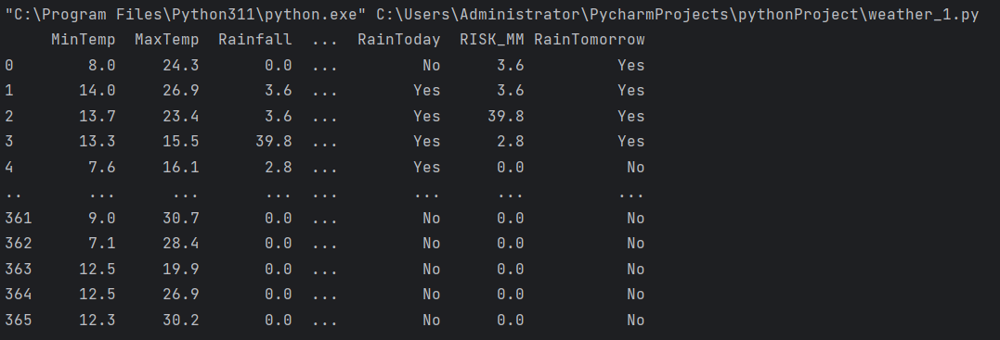 "C:\Program Files\Python311\python.exe" C:\Users\Administrator\PycharmProjects\pythonProject\weather_1.py
     MinTemp  MaxTemp  Rainfall  ...  RainToday  RISK_MM RainTomorrow
0        8.0     24.3       0.0  ...         No      3.6          Yes
1       14.0     26.9       3.6  ...        Yes      3.6          Yes
2       13.7     23.4       3.6  ...        Yes     39.8          Yes
3       13.3     15.5      39.8  ...        Yes      2.8          Yes
4        7.6     16.1       2.8  ...        Yes      0.0           No
..       ...      ...       ...  ...        ...      ...          ...
361      9.0     30.7       0.0  ...         No      0.0           No
362      7.1     28.4       0.0  ...         No      0.0           No
363     12.5     19.9       0.0  ...         No      0.0           No
364     12.5     26.9       0.0  ...         No      0.0           No
365     12.3     30.2       0.0  ...         No      0.0           No